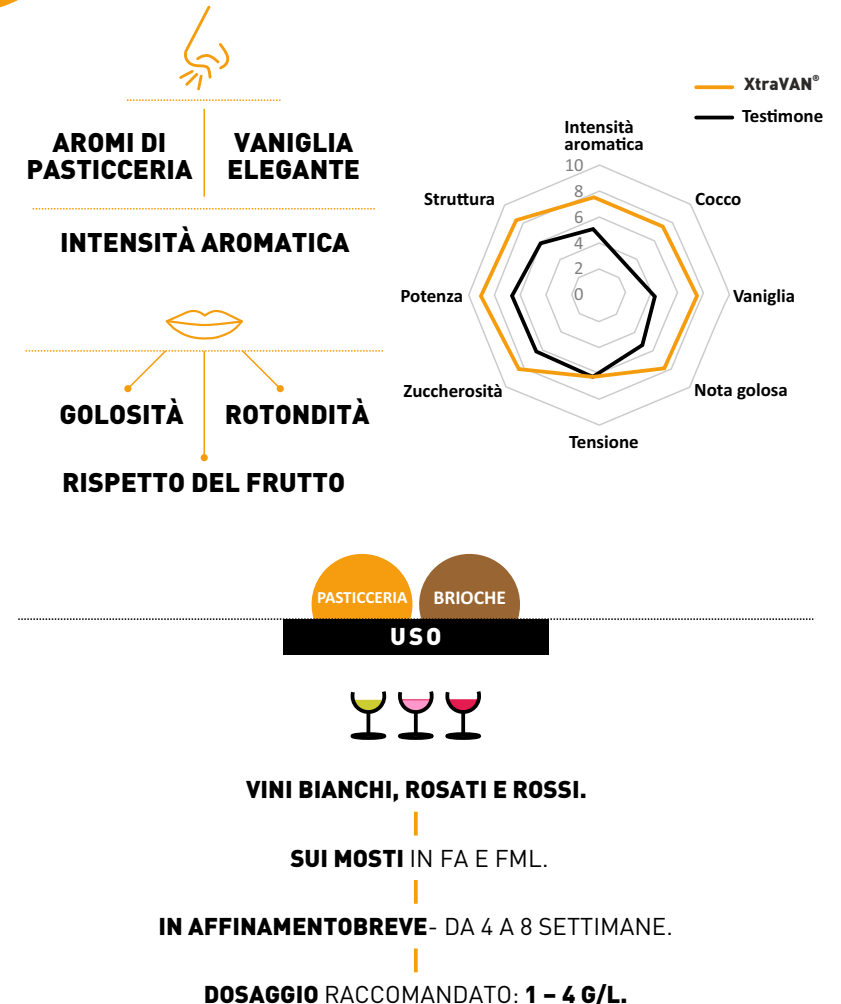 AROMI DI
PASTICCERIA
VANIGLIA
ELEGANTE
INTENSITÀ AROMATICA
GOLOSITÀ
ROTONDITÀ
RISPETTO DEL FRUTTO
XtraVAN®
Testimone
Intensità
aromatica
10
8
6
4
2
0
Cocco
Vaniglia
Nota golosa
Tensione
Zuccherosità
Potenza
Struttura
PASTICCERIA
BRIOCHE
USO
VINI BIANCHI, ROSATI E ROSSI.
SUI MOSTI IN FA E FML.
IN AFFINAMENTOBREVE- DA 4 A 8 SETTIMANE.
DOSAGGIO RACCOMANDATO: 1 – 4 G/L.